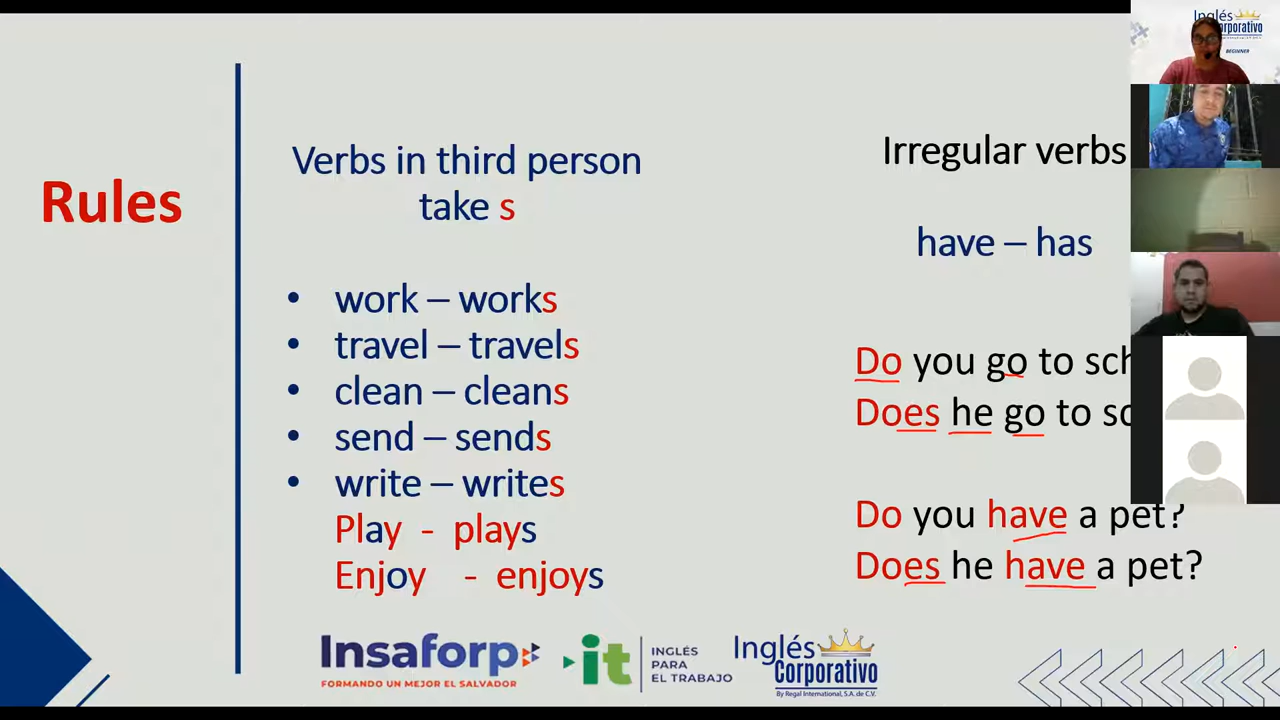 Rules
Verbs in third person
take s
• work – works
• travel – travels
• clean – cleans
• send – sends
• write – writes
Play - plays
Enjoy - enjoys
Irregular verbs
have – has
Do you go to sch
Does he go to sc
Do you have a pet?
Does he have a pet?
Insaforp
FORMANDO UN MEJOR EL SALVADOR
it
INGLÉS
PARA
EL TRABAJO
Inglés
Corporativo
By Regal International, S.A. de C.V.
Inglés
orporativo
BEGINNER